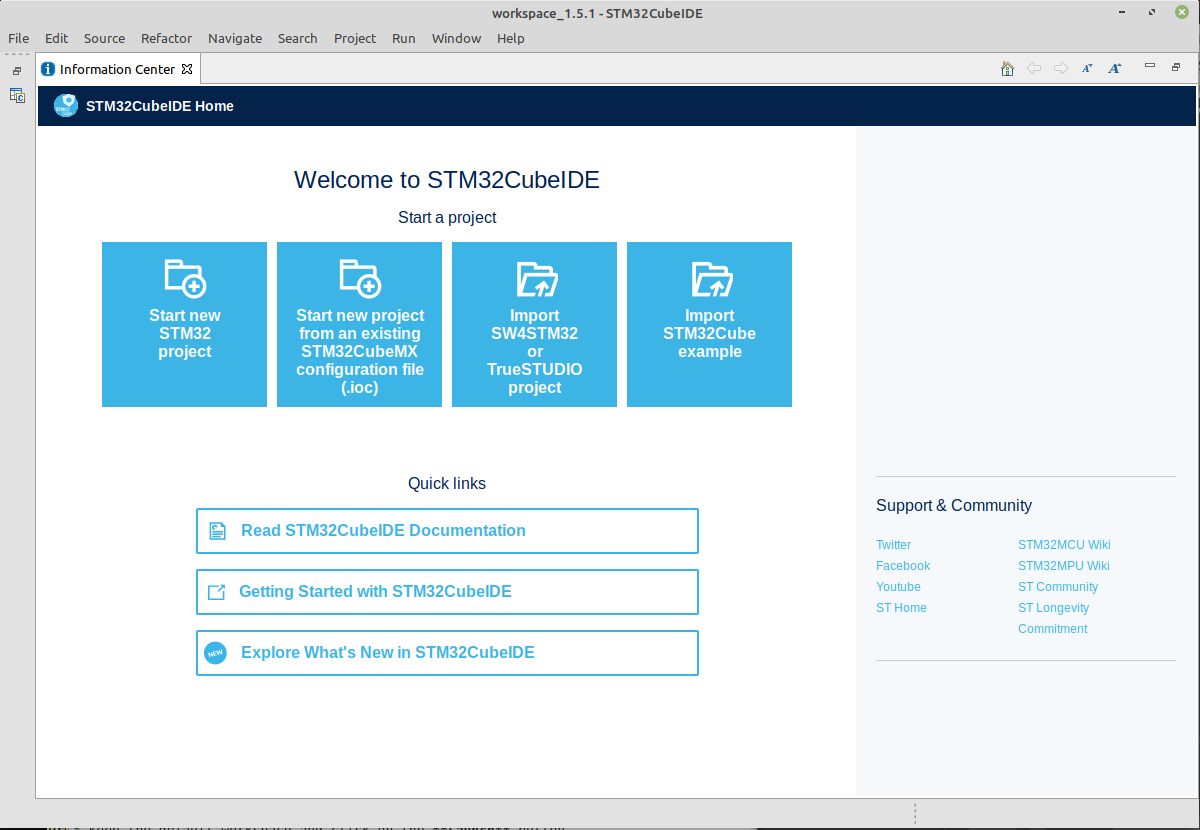 workspace_1.5.1 - STM32CubeIDE
File Edit Source Refactor Navigate Search Project Run Window Help
Information Center
STM32CubeIDE Home
Welcome to STM32CubeIDE
Start a project
Start new
STM32
project
Start new project
from an existing
STM32CubeMX
configuration file
(.ioc)
Import
SW4STM32
or
TrueSTUDIO
project
Import
STM32Cube
example
Quick links
Read STM32CubeIDE Documentation
Getting Started with STM32CubeIDE
NEW
Explore What's New in STM32CubeIDE
Support & Community
Twitter
Facebook
Youtube
ST Home
STM32MCU Wiki
STM32MPU Wiki
ST Community
ST Longevity
Commitment